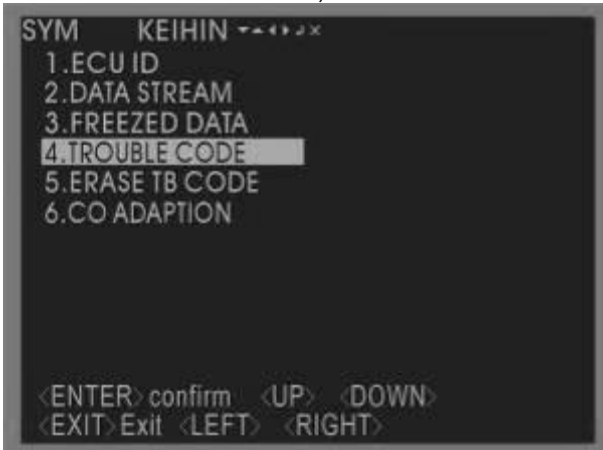 SYM KEIHIN ▼▲◀▶↲×
1.ECU ID
2.DATA STREAM
3.FREEZED DATA
4.TROUBLE CODE
5.ERASE TB CODE
6.CO ADAPTION
<ENTER> confirm <UP> <DOWN>
<EXIT> Exit <LEFT> <RIGHT>